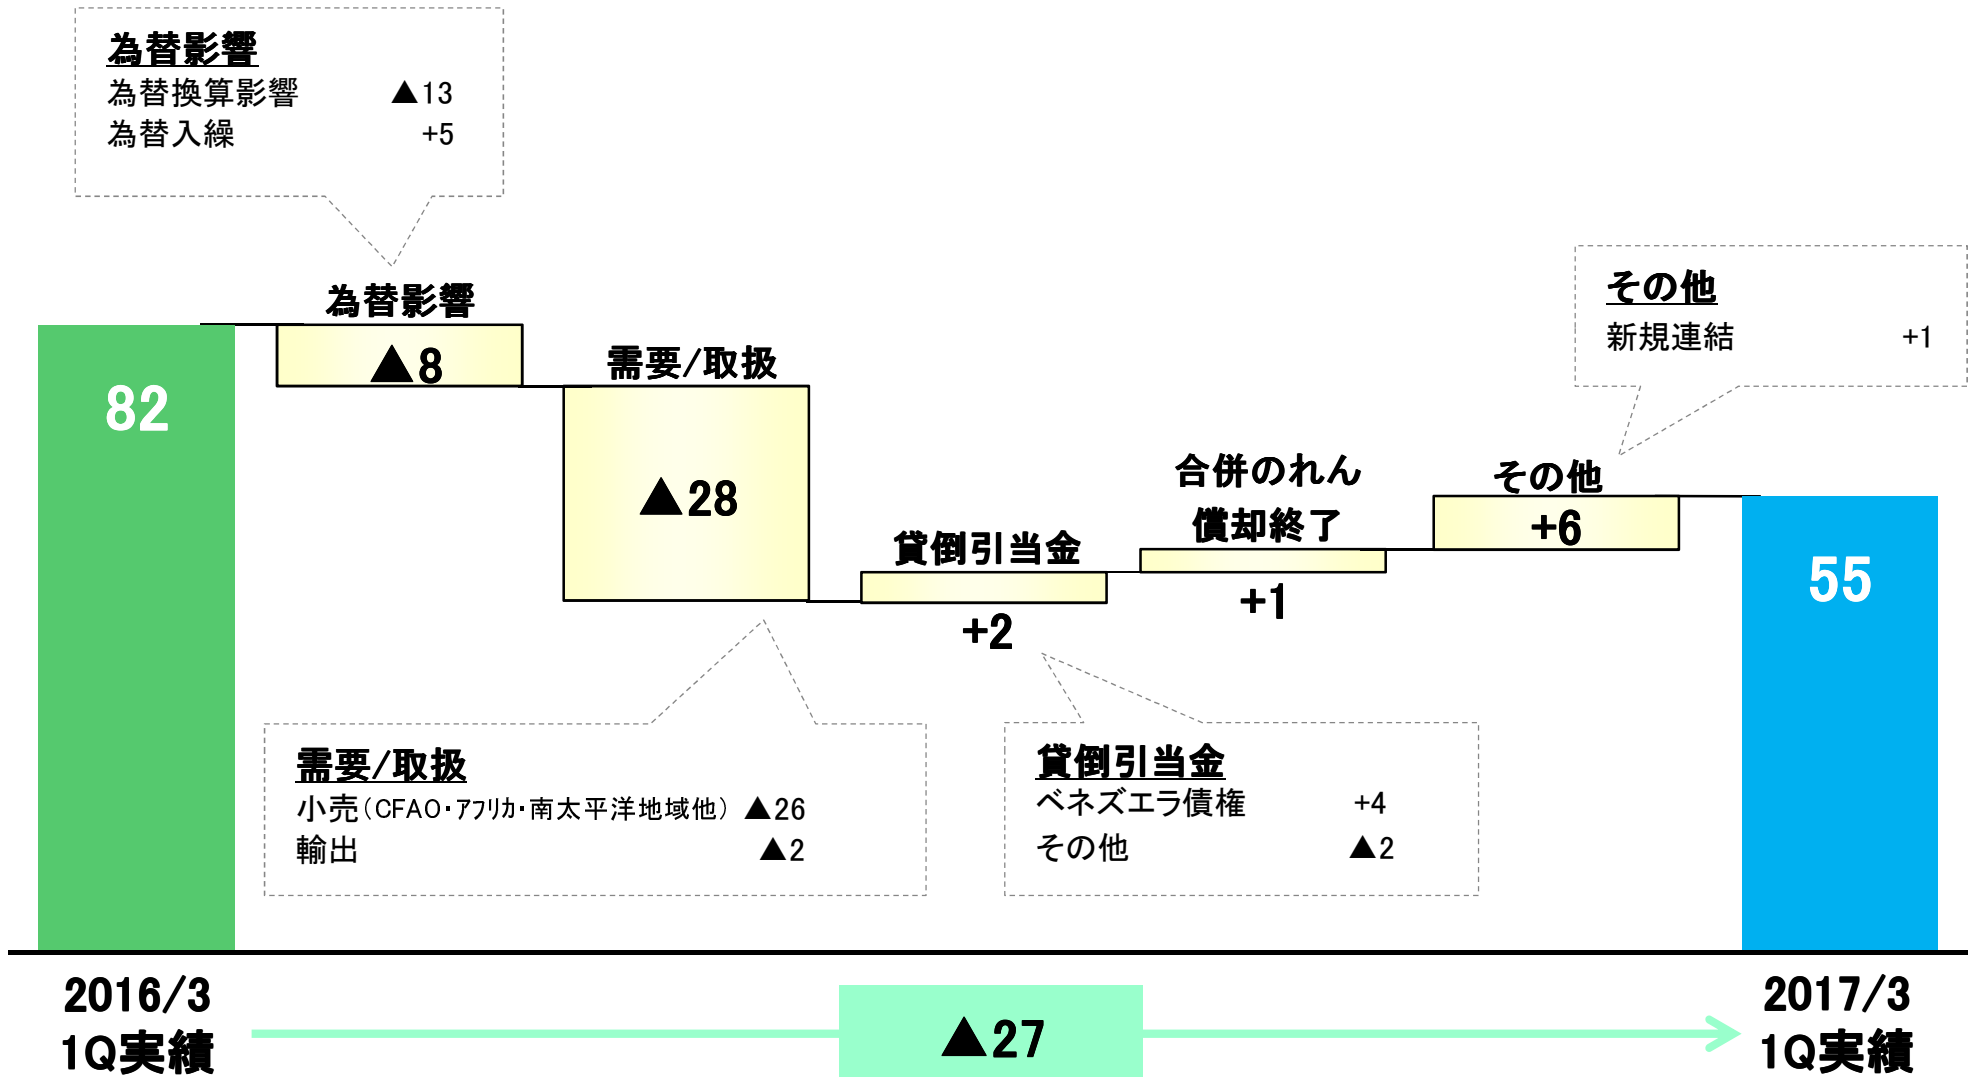 為替影響
為替換算影響 ▲13
為替入繰 +5
その他
新規連結 +1
為替影響
▲8
需要/取扱
▲28
貸倒引当金
+2
合併のれん
償却終了
+1
その他
+6
82
55
需要/取扱
小売(CFAO・アフリカ・南太平洋地域他) ▲26
輸出 ▲2
貸倒引当金
ベネズエラ債権 +4
その他 ▲2
2016/3
1Q実績
▲27
2017/3
1Q実績